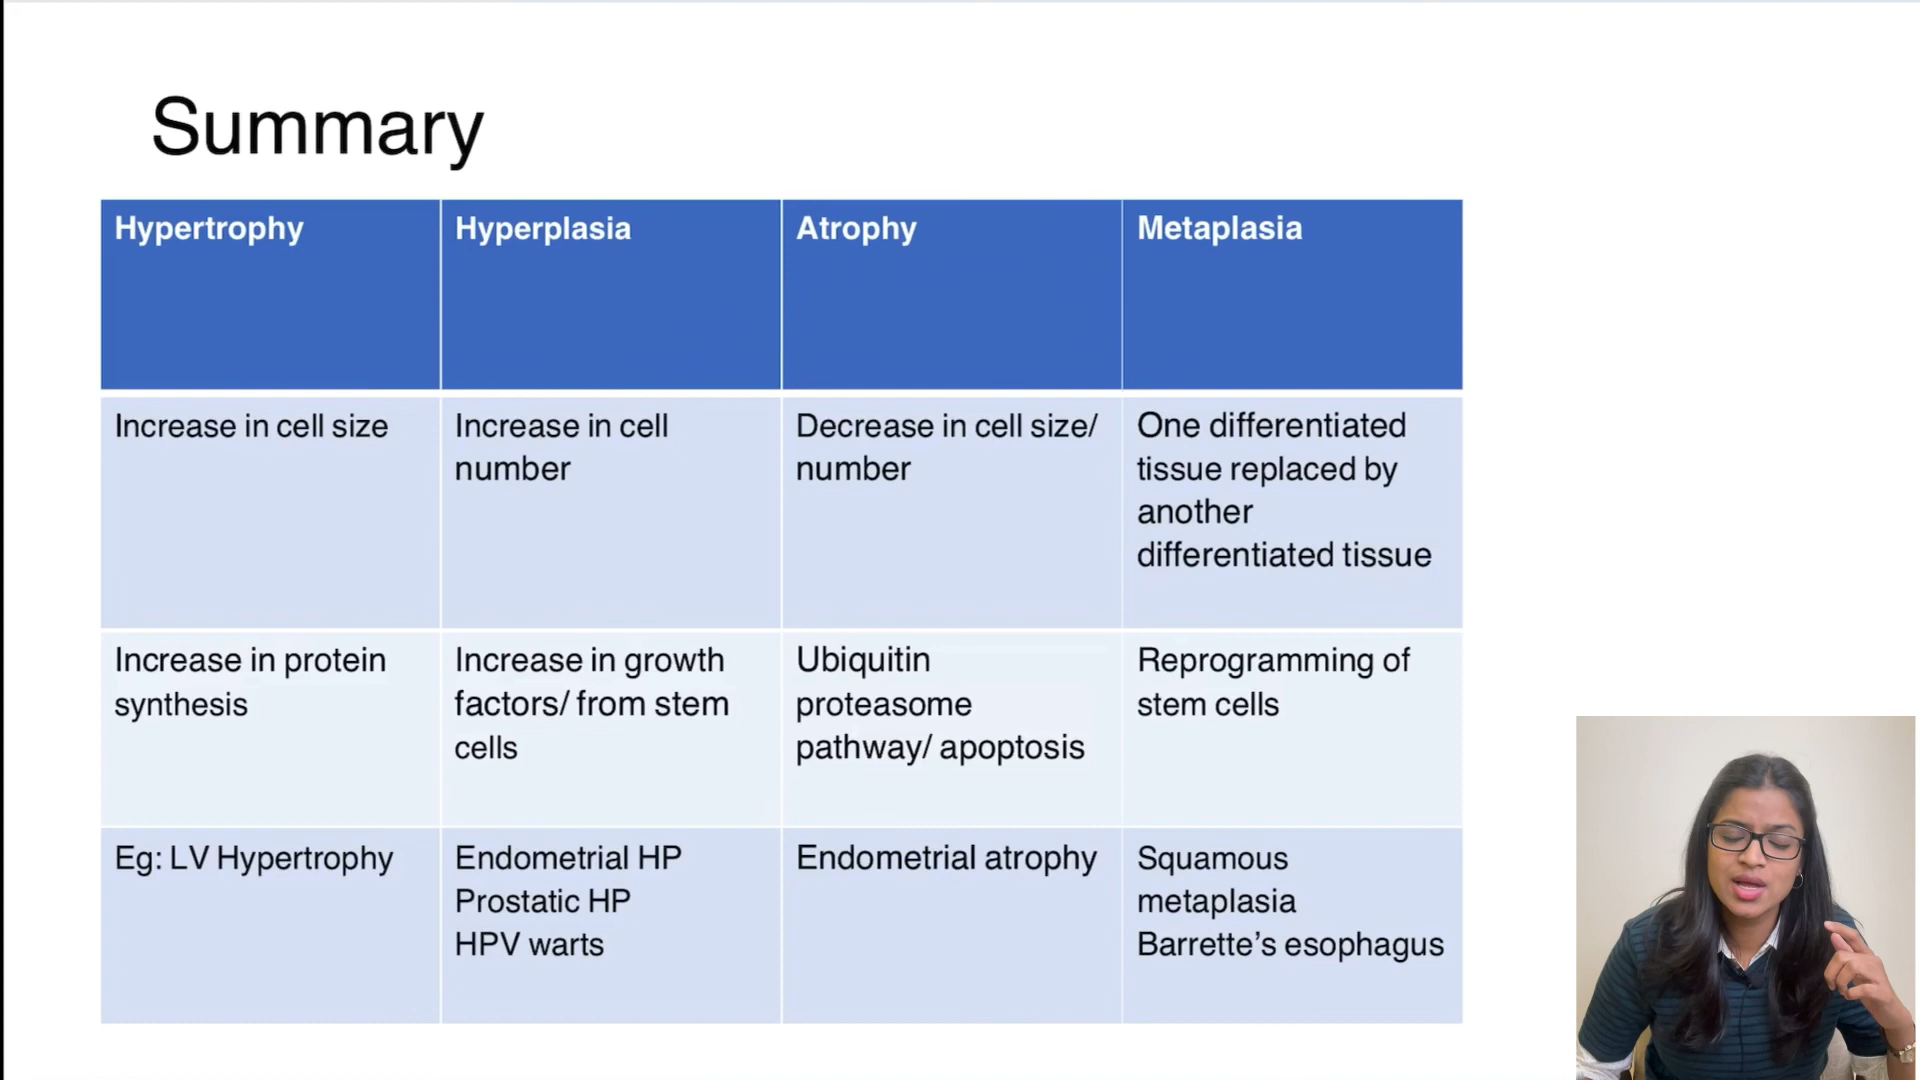 Summary
Hypertrophy
Hyperplasia
Atrophy
Metaplasia
Increase in cell size
Increase in cell
number
Decrease in cell size/
number
One differentiated
tissue replaced by
another
differentiated tissue
Increase in protein
synthesis
Increase in growth
factors/ from stem
cells
Ubiquitin
proteasome
pathway/ apoptosis
Reprogramming of
stem cells
Eg: LV Hypertrophy
Endometrial HP
Prostatic HP
HPV warts
Endometrial atrophy
Squamous
metaplasia
Barrette’s esophagus